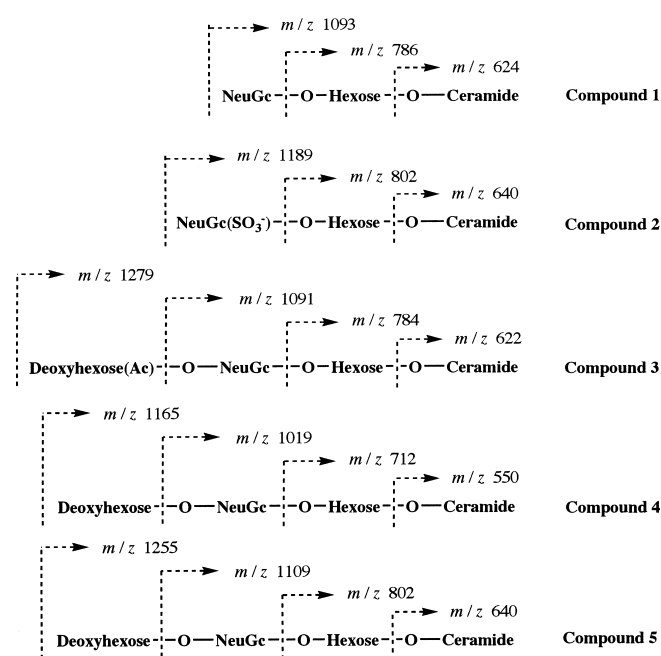 m / z 1093
m / z 786
m / z 624
NeuGc O Hexose O Ceramide Compound 1
m / z 1189
m / z 802
m / z 640
NeuGc(SO3-) O Hexose O Ceramide Compound 2
m / z 1279
m / z 1091
m / z 784
m / z 622
Deoxyhexose(Ac) O NeuGc O Hexose O Ceramide Compound 3
m / z 1165
m / z 1019
m / z 712
m / z 550
Deoxyhexose O NeuGc O Hexose O Ceramide Compound 4
m / z 1255
m / z 1109
m / z 802
m / z 640
Deoxyhexose O NeuGc O Hexose O Ceramide Compound 5